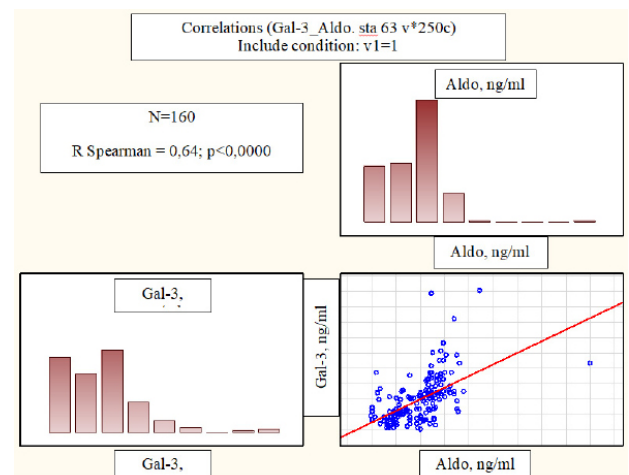 Correlations (Gal-3_Aldo. sta 63 v*250c)
Include condition: v1=1
N=160
R Spearman = 0,64; p<0,0000
Aldo, ng/ml
Aldo, ng/ml
Gal-3,
Gal-3, ng/ml
Gal-3,
Aldo, ng/ml